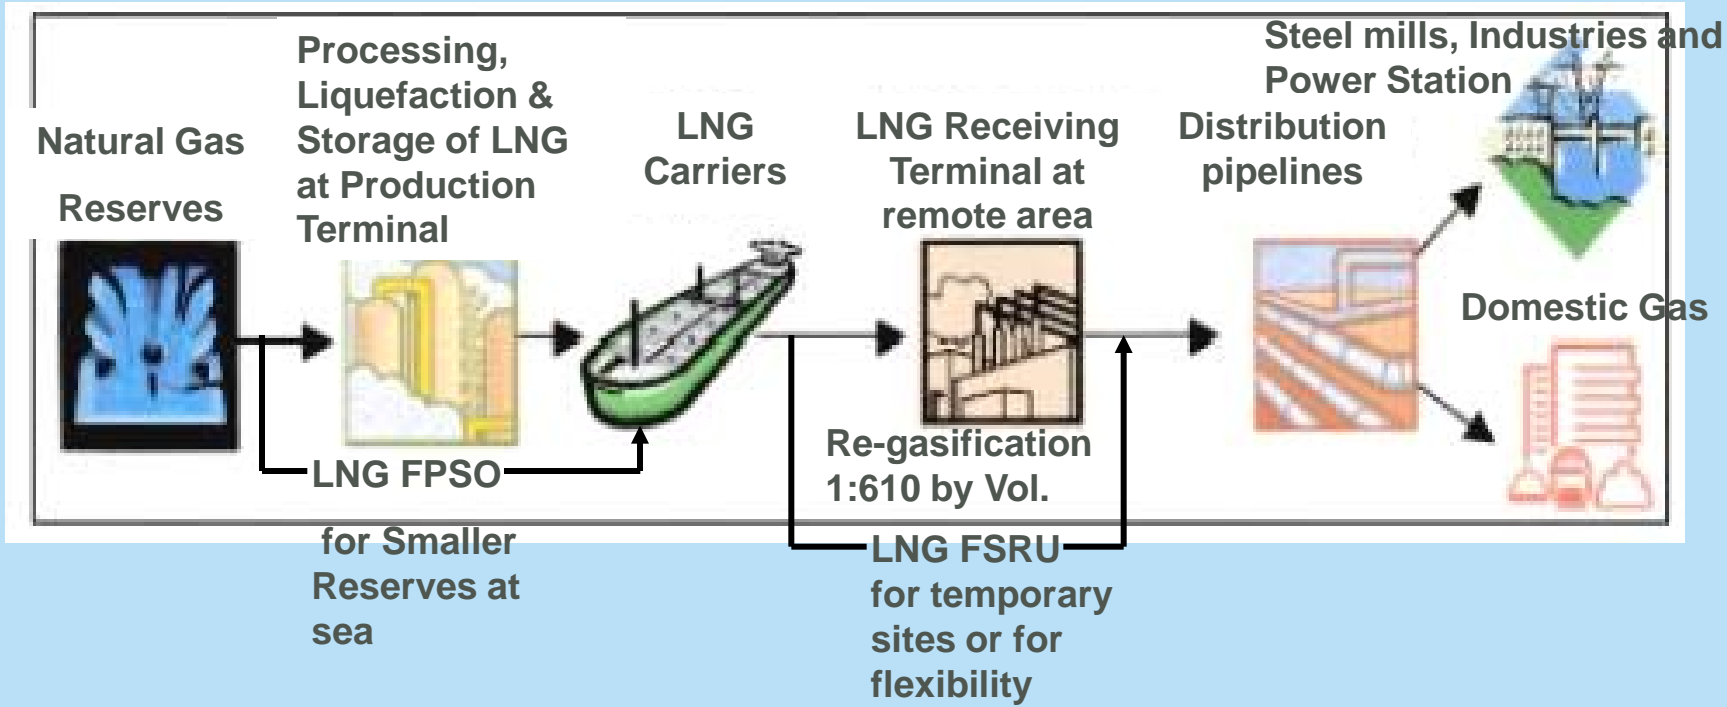 Natural Gas
Reserves
Processing,
Liquefaction &
Storage of LNG
at Production
Terminal
LNG
Carriers
LNG Receiving
Terminal at
remote area
Distribution
pipelines
Steel mills, Industries and
Power Station
Domestic Gas
LNG FPSO
for Smaller
Reserves at
sea
Re-gasification
1:610 by Vol.
LNG FSRU
for temporary
sites or for
flexibility